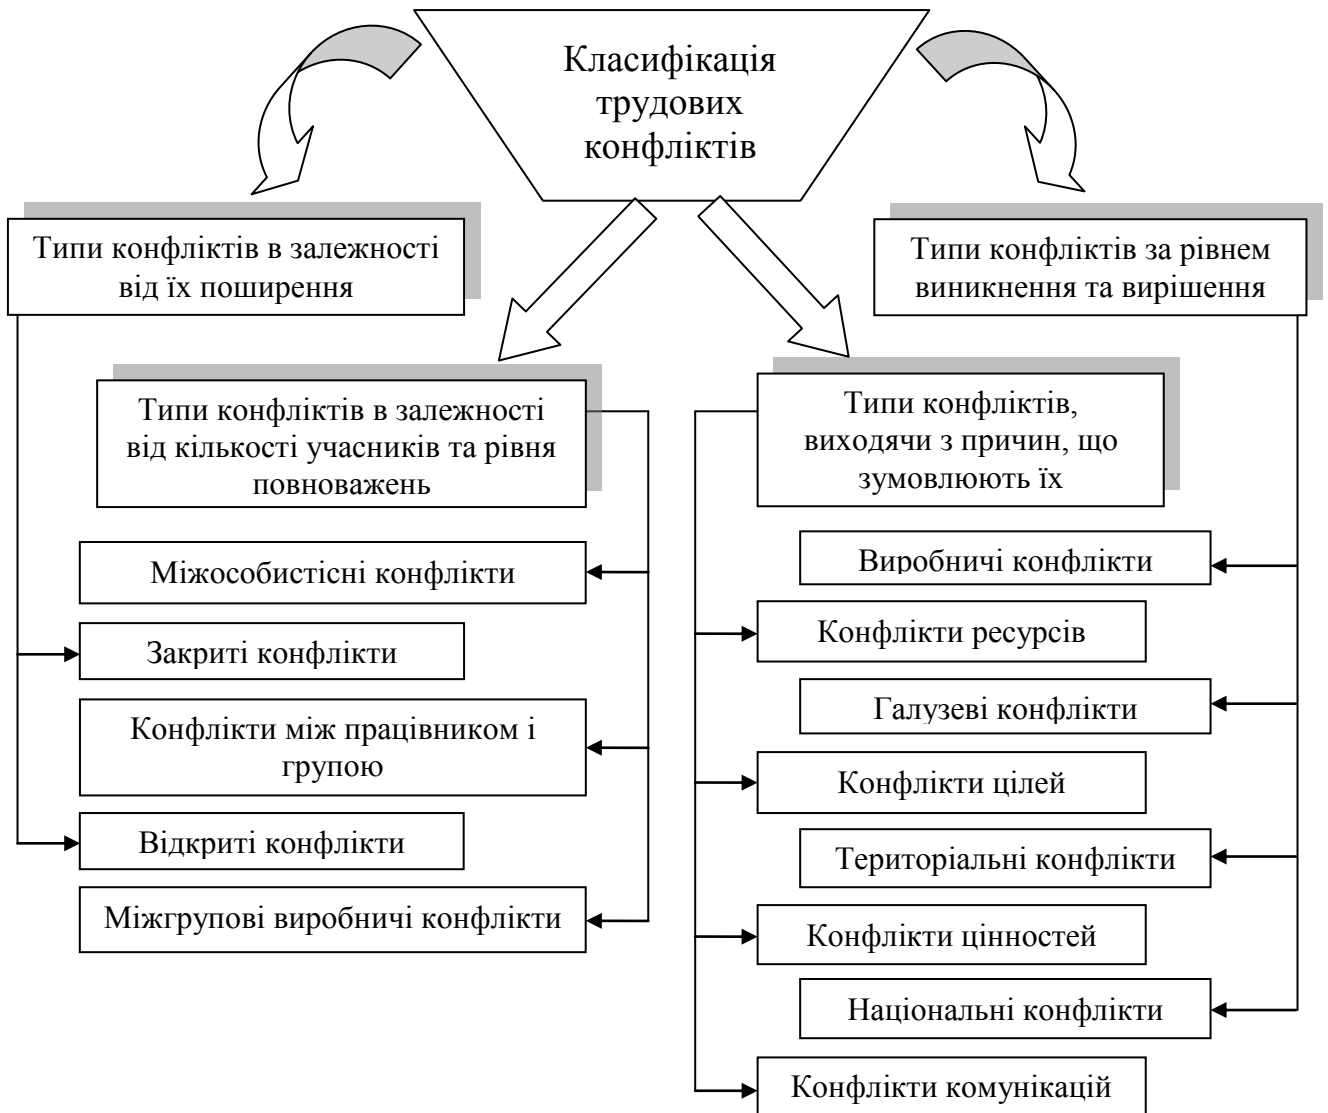 Класифікація
трудових
конфліктів
Типи конфліктів в залежності
від їх поширення
Типи конфліктів за рівнем
виникнення та вирішення
Типи конфліктів в залежності
від кількості учасників та рівня
повноважень
Типи конфліктів,
виходячи з причин, що
зумовлюють їх
Міжособистісні конфлікти
Виробничі конфлікти
Закриті конфлікти
Конфлікти ресурсів
Конфлікти між працівником і
групою
Галузеві конфлікти
Конфлікти цілей
Відкриті конфлікти
Територіальні конфлікти
Міжгрупові виробничі конфлікти
Конфлікти цінностей
Національні конфлікти
Конфлікти комунікацій